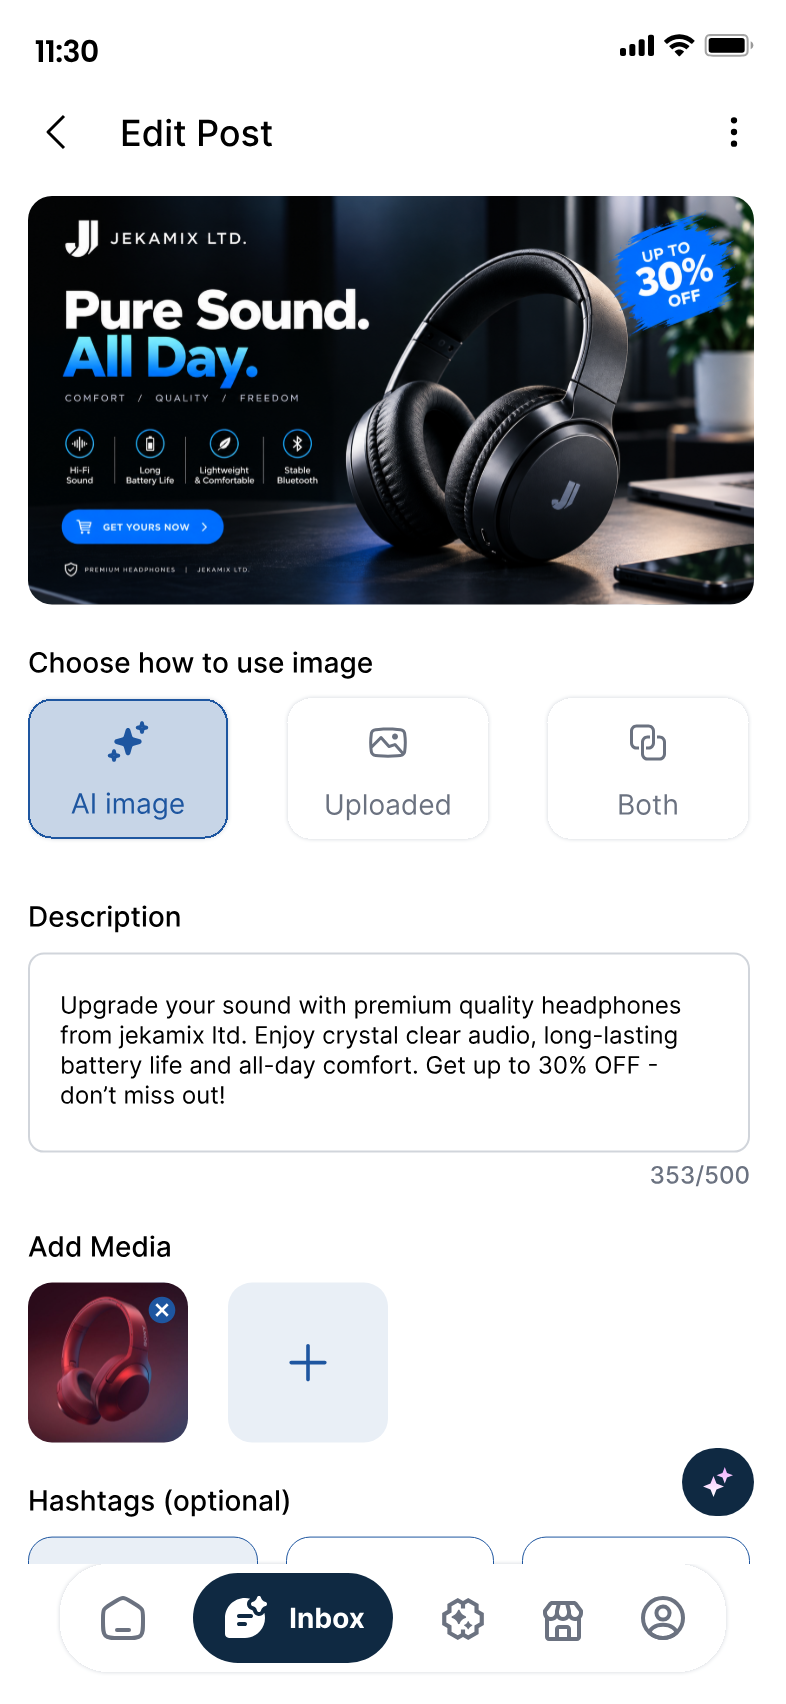 11:30
Edit Post
JEKAMIX LTD.
UP TO
30%
OFF
Pure Sound.
All Day.
COMFORT / QUALITY / FREEDOM
Hi-Fi
Sound
Long
Battery Life
Lightweight
& Comfortable
Stable
Bluetooth
GET YOURS NOW
PREMIUM HEADPHONES | JEKAMIX LTD.
Choose how to use image
AI image
Uploaded
Both
Description
Upgrade your sound with premium quality headphones
from jekamix ltd. Enjoy crystal clear audio, long-lasting
battery life and all-day comfort. Get up to 30% OFF -
don’t miss out!
353/500
Add Media
Hashtags (optional)
Inbox